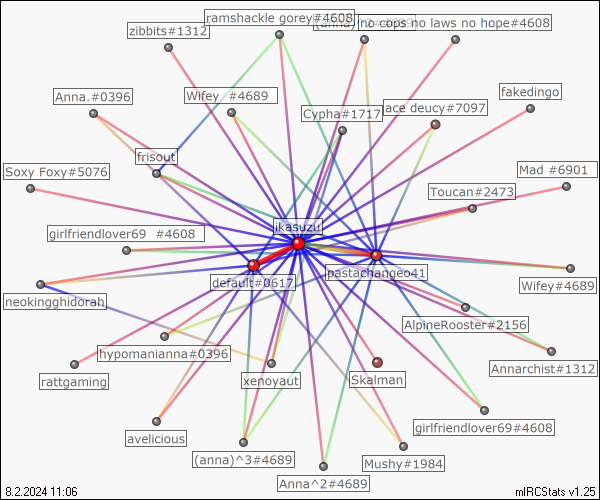 ramshackle gorey#4608
no cops no laws no hope#4608
zibbits#1312
Anna.#0396
Wifey_#4689
Cypha#1717
ace deucy#7097
fakedingo
frisout
Soxy Foxy#5076
Mad_#6901
Toucan#2473
ikasuzu
girlfriendlover69_#4608
default#0617
pastachangeo41
Wifey#4689
neokingghidorah
AlpineRooster#2156
hypomanianna#0396
Annarchist#1312
rattgaming
xenoyaut
Skalman
girlfriendlover69#4608
avelicious
(anna)^3#4689
Mushy#1984
Anna^2#4689
8.2.2024 11:06
mIRCStats v1.25